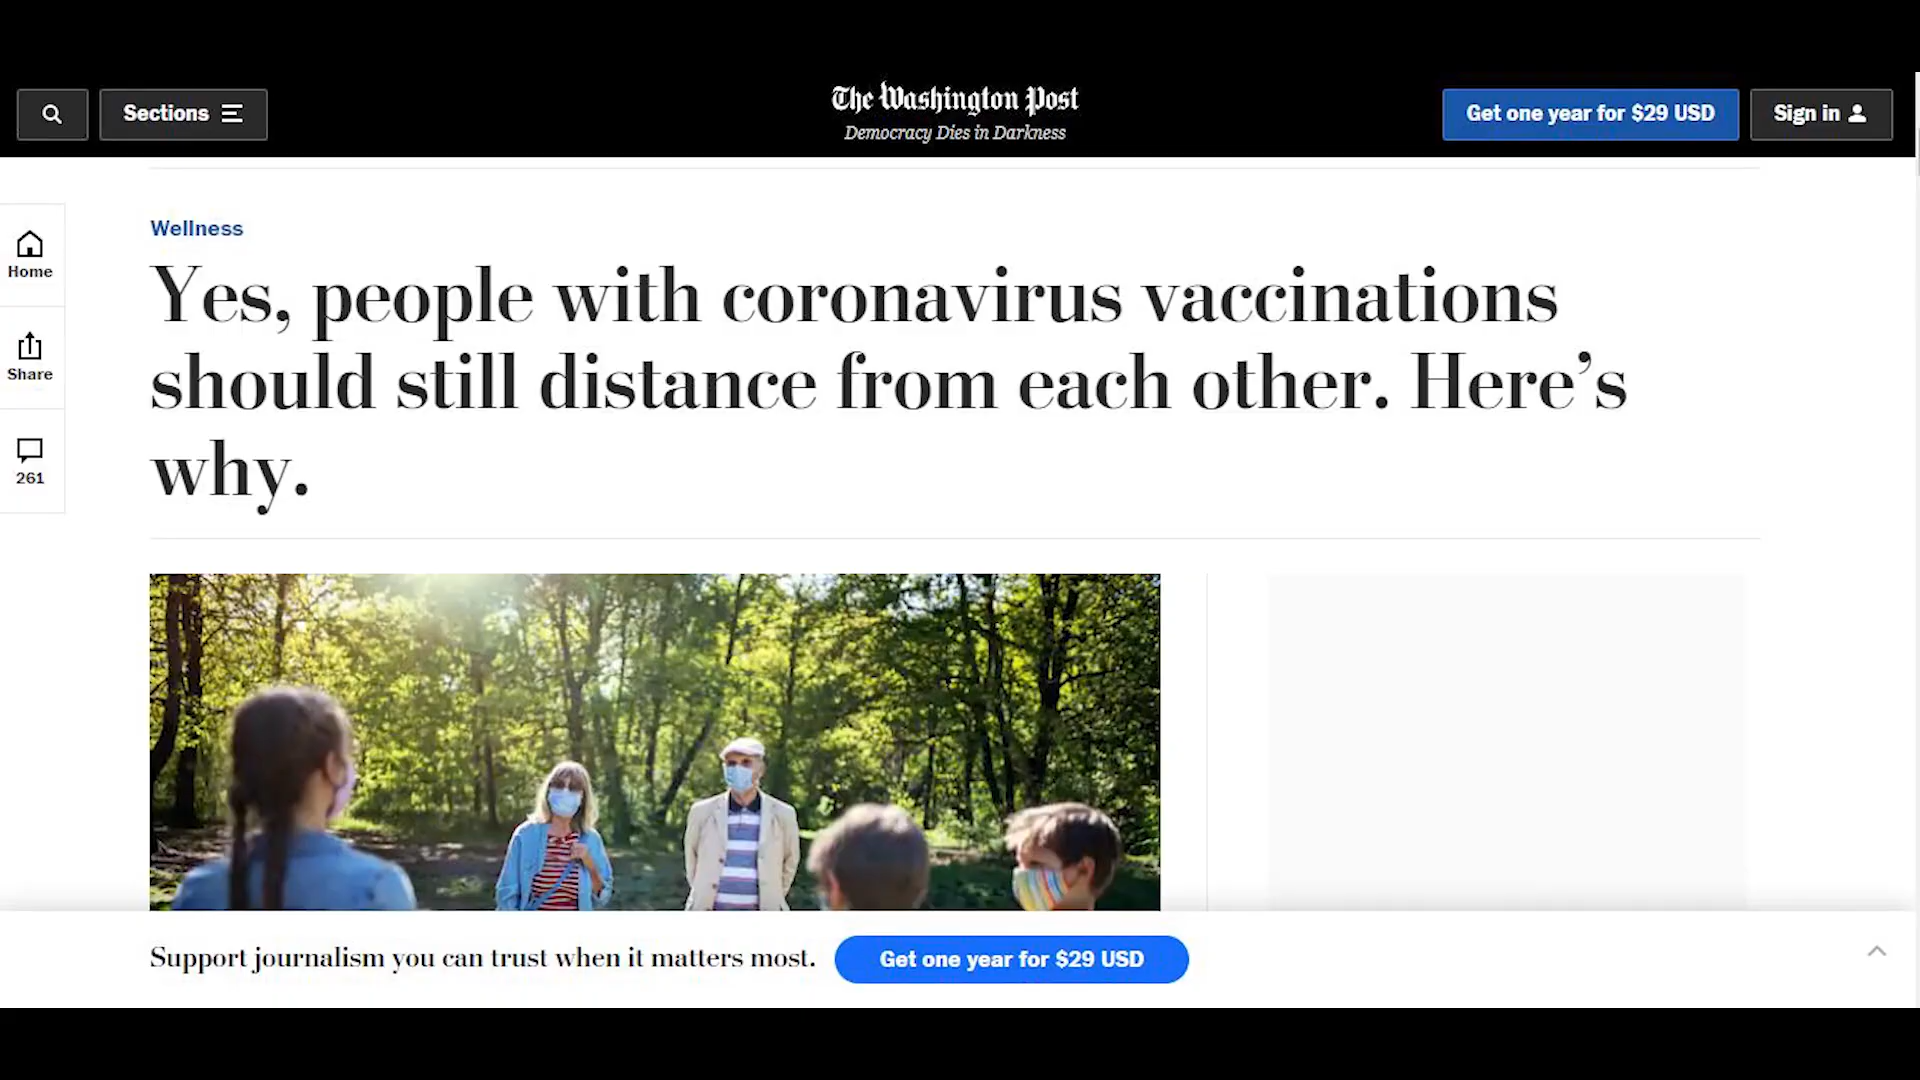 Sections
The Washington Post
Democracy Dies in Darkness
Get one year for $29 USD
Sign in
Home
Share
261
Wellness
Yes, people with coronavirus vaccinations
should still distance from each other. Here’s
why.
Support journalism you can trust when it matters most.
Get one year for $29 USD